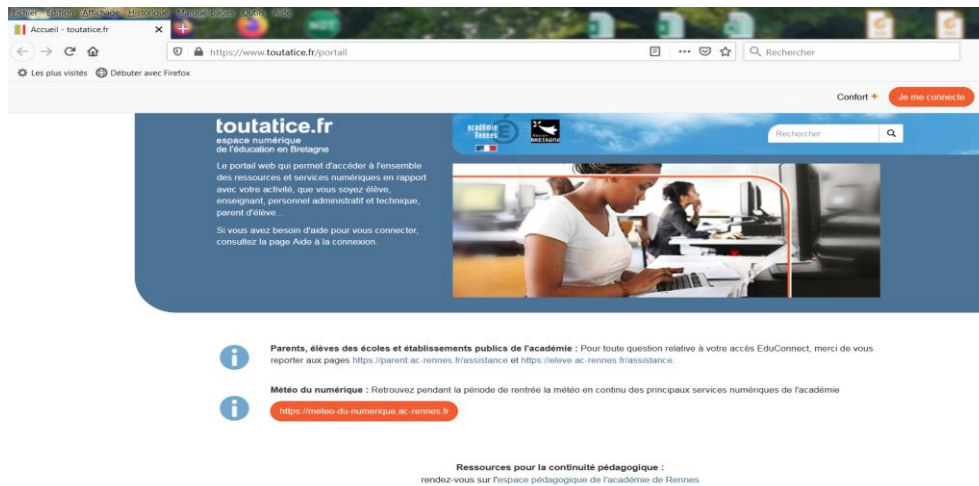 Fichier Edition Affichage Historique Marque-pages Outils Aide
Accueil - toutatice.fr
NOT
https://www.toutatice.fr/portail
Rechercher
Les plus visités Débuter avec Firefox
Confort
Je me connecte
toutatice.fr
espace numérique
de l'éducation en Bretagne
académie
Rennes
BRETAGNE
Rechercher
Le portail web qui permet d'accéder à l'ensemble
des ressources et services numériques en rapport
avec votre activité, que vous soyez élève,
enseignant, personnel administratif et technique,
parent d'élève...
Si vous avez besoin d'aide pour vous connecter,
consultez la page Aide à la connexion.
Parents, élèves des écoles et établissements publics de l'académie : Pour toute question relative à votre accès EduConnect, merci de vous
reporter aux pages https://parent.ac-rennes.fr/assistance et https://eleve.ac-rennes.fr/assistance.
Météo du numérique : Retrouvez pendant la période de rentrée la météo en continu des principaux services numériques de l'académie
https://meteo-du-numerique.ac-rennes.fr
Ressources pour la continuité pédagogique :
rendez-vous sur l'espace pédagogique de l'académie de Rennes